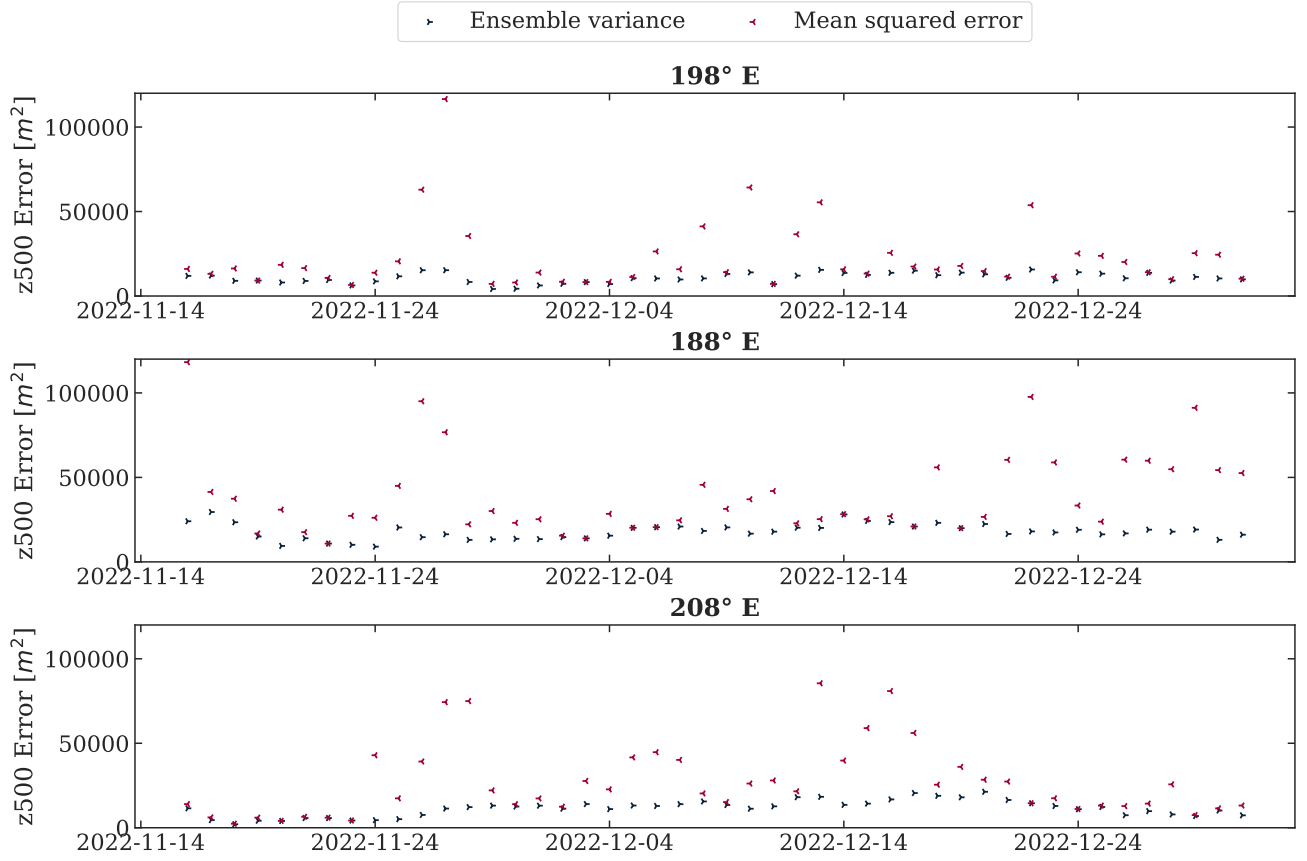 Ensemble variance Mean squared error
198° E
z500 Error [m²]
100000
50000
0
2022-11-14 2022-11-24 2022-12-04 2022-12-14 2022-12-24
188° E
z500 Error [m²]
100000
50000
0
2022-11-14 2022-11-24 2022-12-04 2022-12-14 2022-12-24
208° E
z500 Error [m²]
100000
50000
0
2022-11-14 2022-11-24 2022-12-04 2022-12-14 2022-12-24